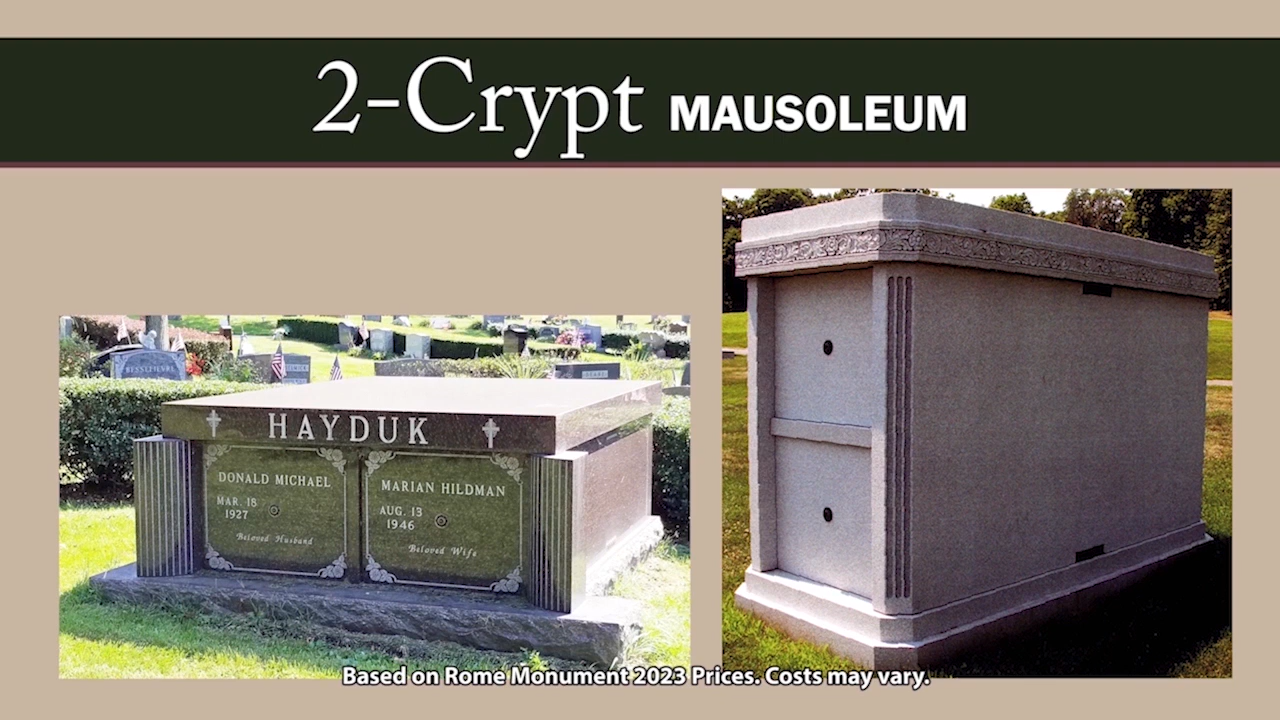 2-Crypt MAUSOLEUM
HAYDUK
DONALD MICHAEL
MAR. 18
1927
Beloved Husband
MARIAN HILDMAN
AUG. 13
1946
Beloved Wife
Based on Rome Monument 2023 Prices. Costs may vary.